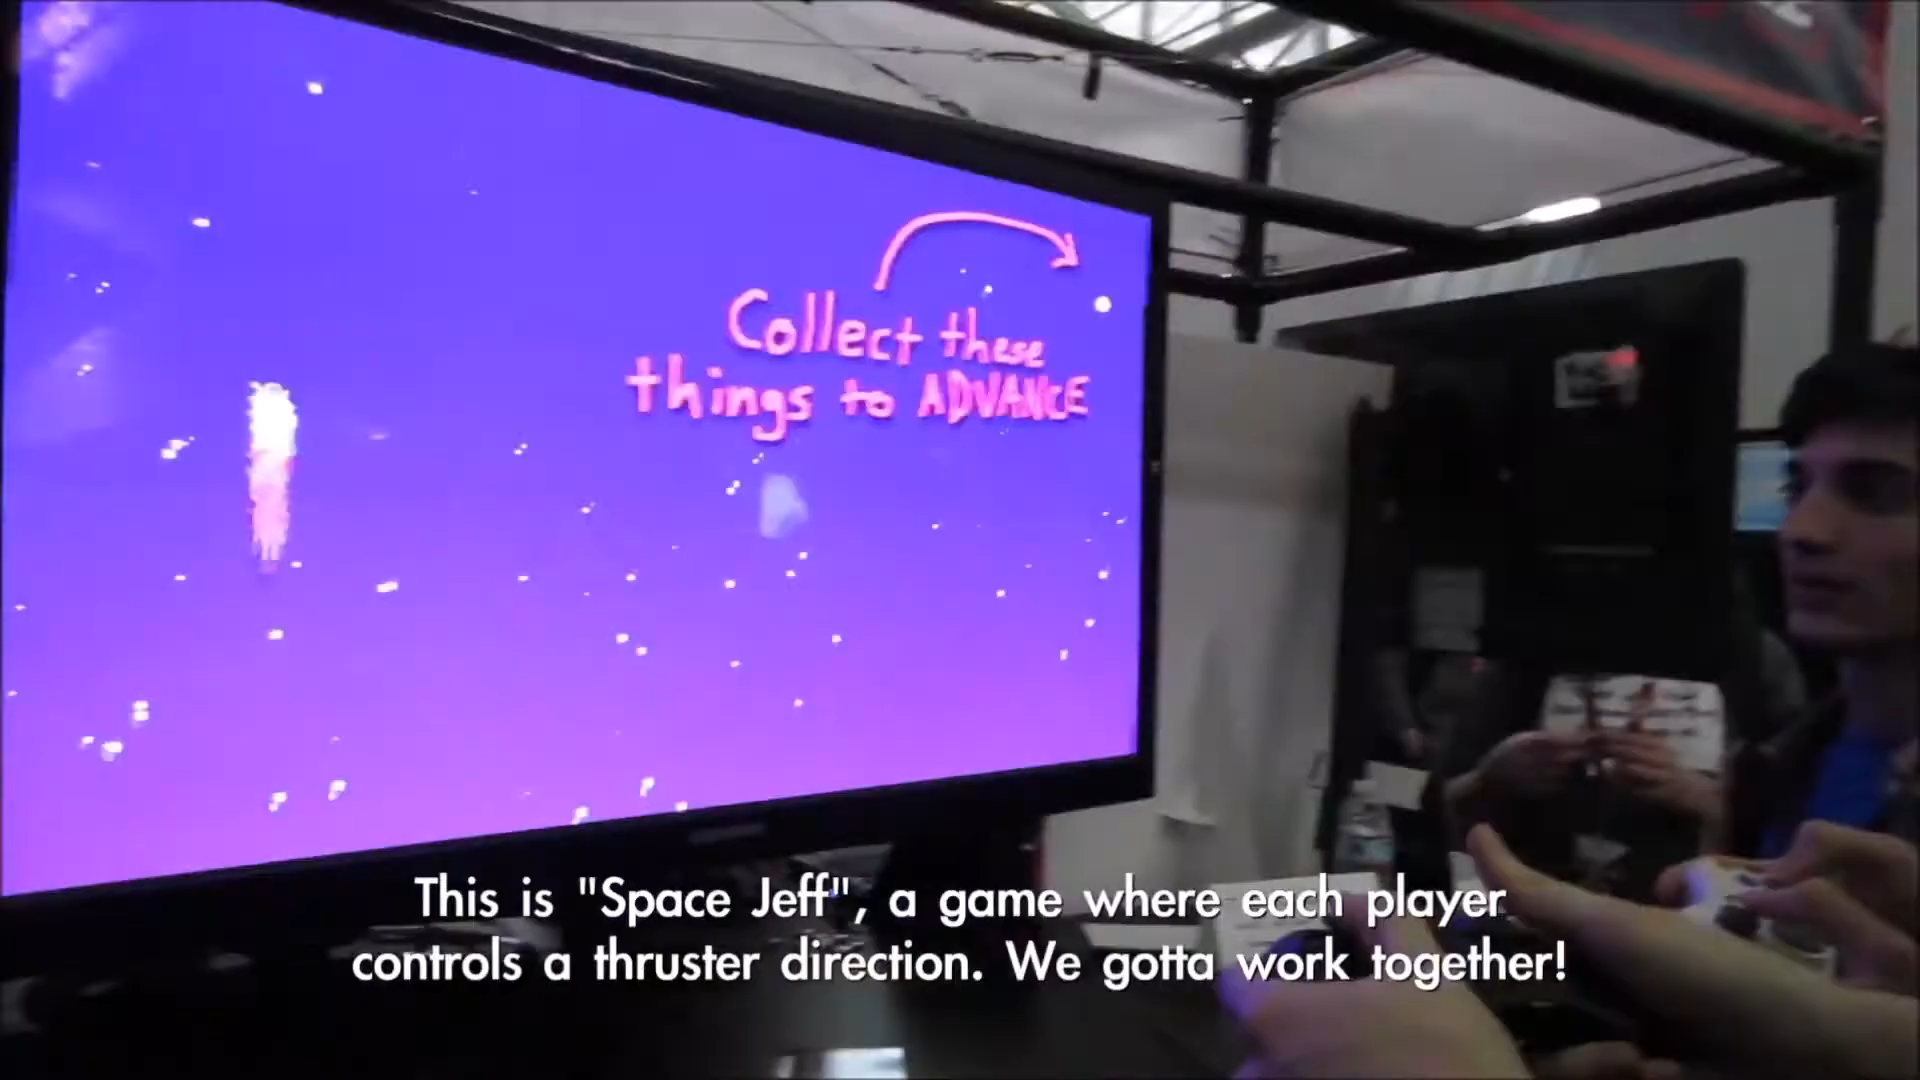 Collect these
things to ADVANCE
This is "Space Jeff", a game where each player
controls a thruster direction. We gotta work together!